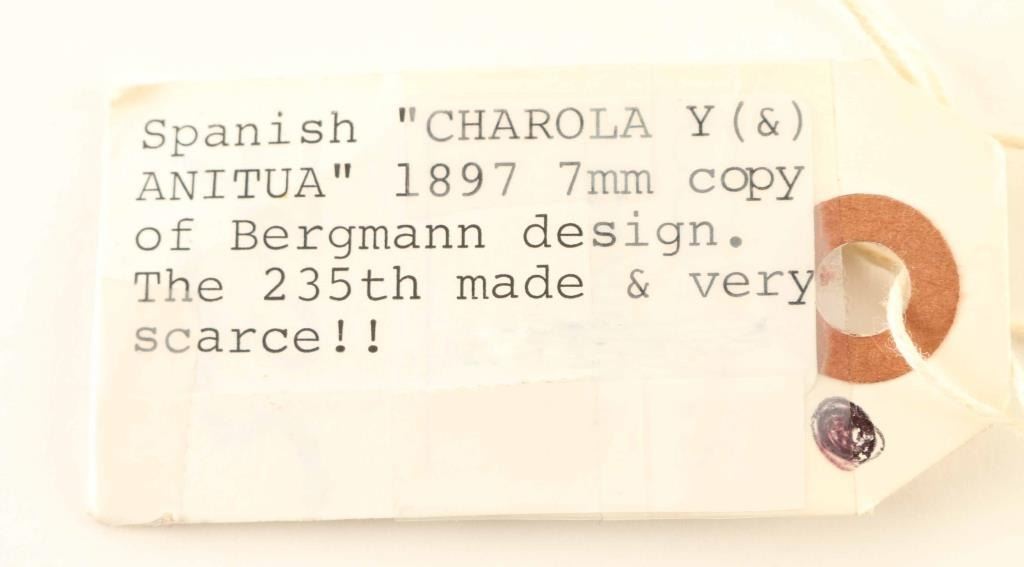 Spanish "CHAROLA Y(&)
ANITUA" 1897 7mm copy
of Bergmann design.
The 235th made & very
scarce!!